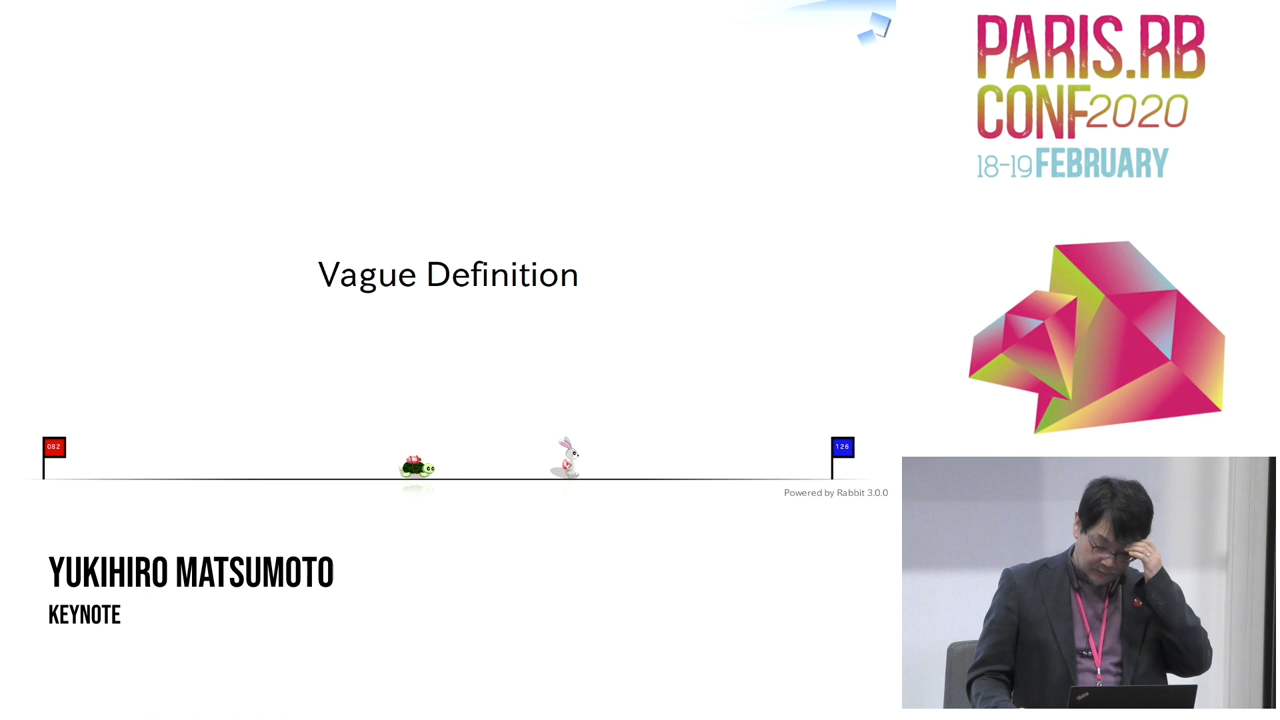 PARIS.RB
CONF2020
18-19 FEBRUARY
Vague Definition
082
126
Powered by Rabbit 3.0.0
YUKIHIRO MATSUMOTO
KEYNOTE